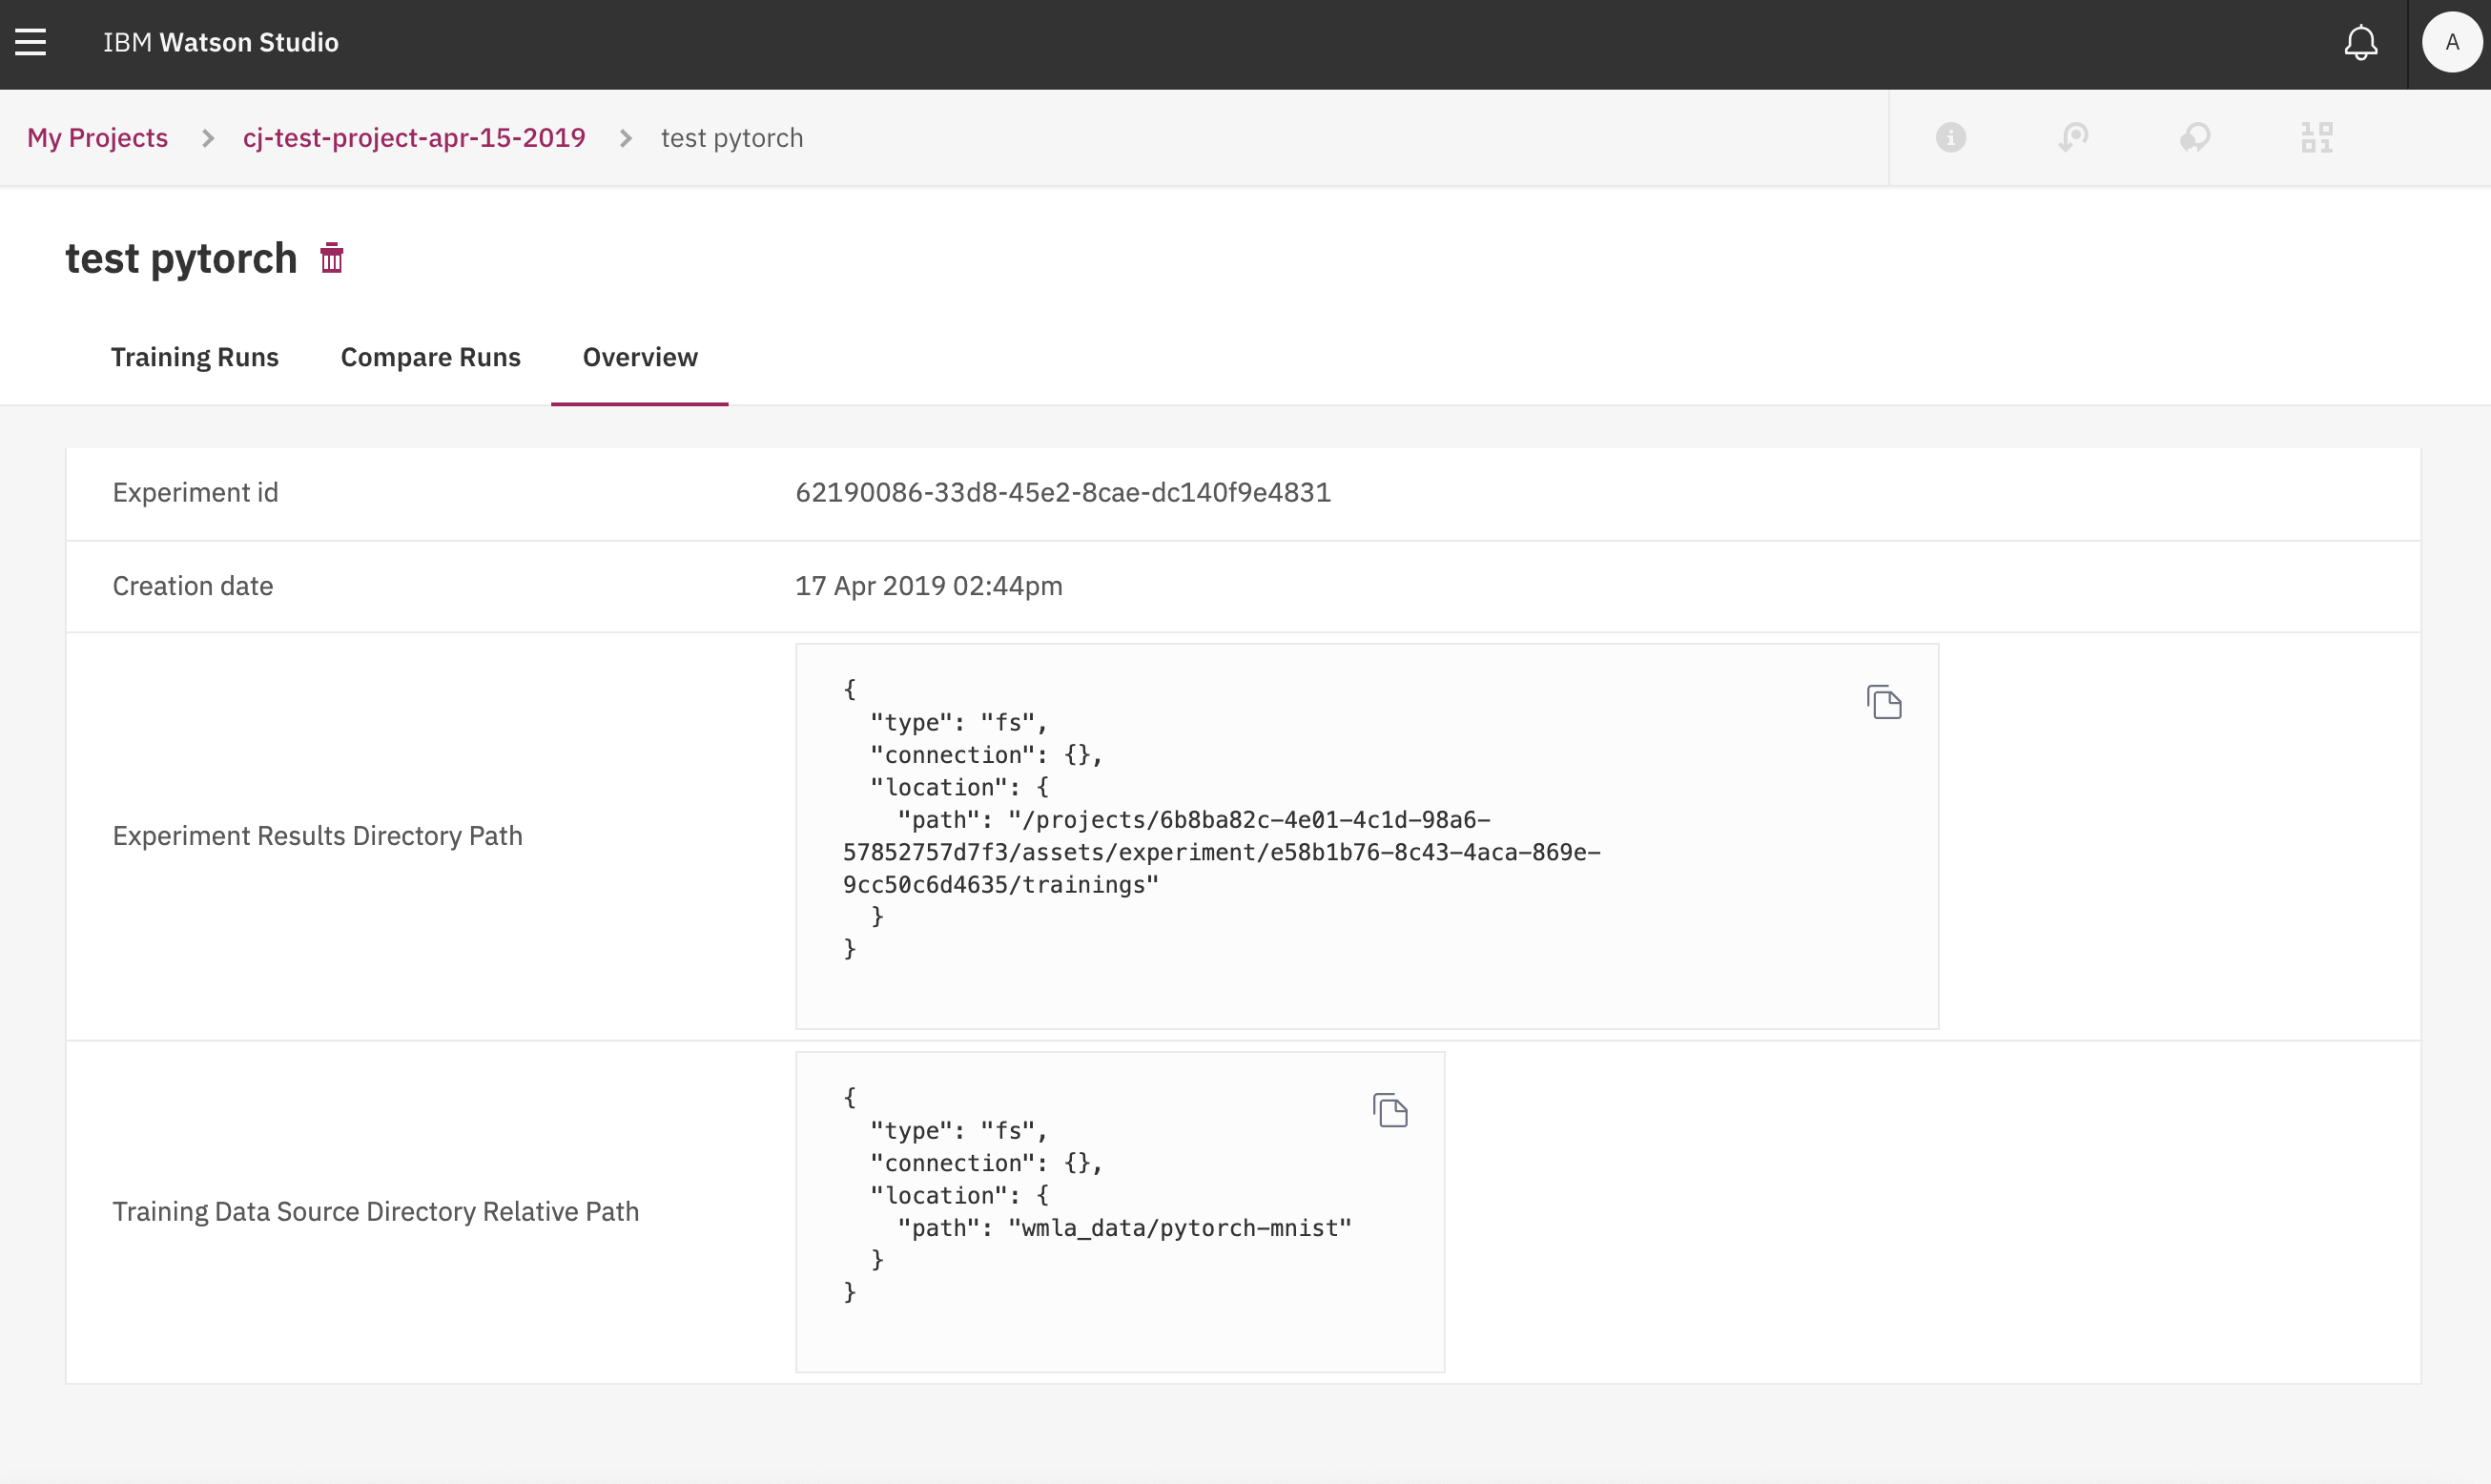 IBM Watson Studio
A
My Projects > cj-test-project-apr-15-2019 > test pytorch
test pytorch
Training Runs Compare Runs Overview
Experiment id 62190086-33d8-45e2-8cae-dc140f9e4831
Creation date 17 Apr 2019 02:44pm
Experiment Results Directory Path
{
  "type": "fs",
  "connection": {},
  "location": {
    "path": "/projects/6b8ba82c-4e01-4c1d-98a6-
57852757d7f3/assets/experiment/e58b1b76-8c43-4aca-869e-
9cc50c6d4635/trainings"
  }
}
Training Data Source Directory Relative Path
{
  "type": "fs",
  "connection": {},
  "location": {
    "path": "wmla_data/pytorch-mnist"
  }
}